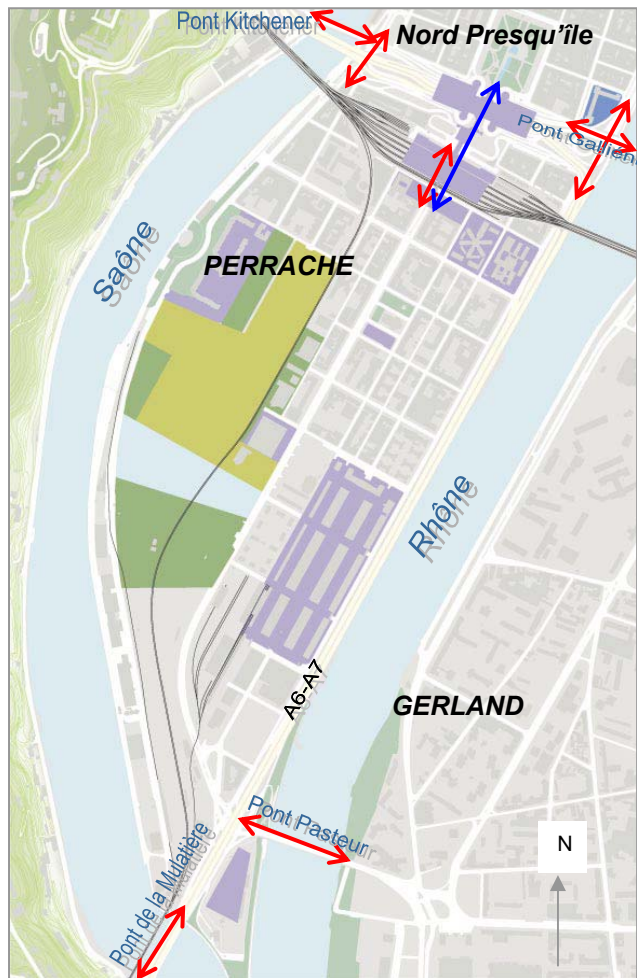 Pont Kitchener
Nord Presqu'île
Pont Gallieni
Saône
PERRACHE
Rhône
A6-A7
GERLAND
Pont Pasteur
Pont de la Mulatière
N